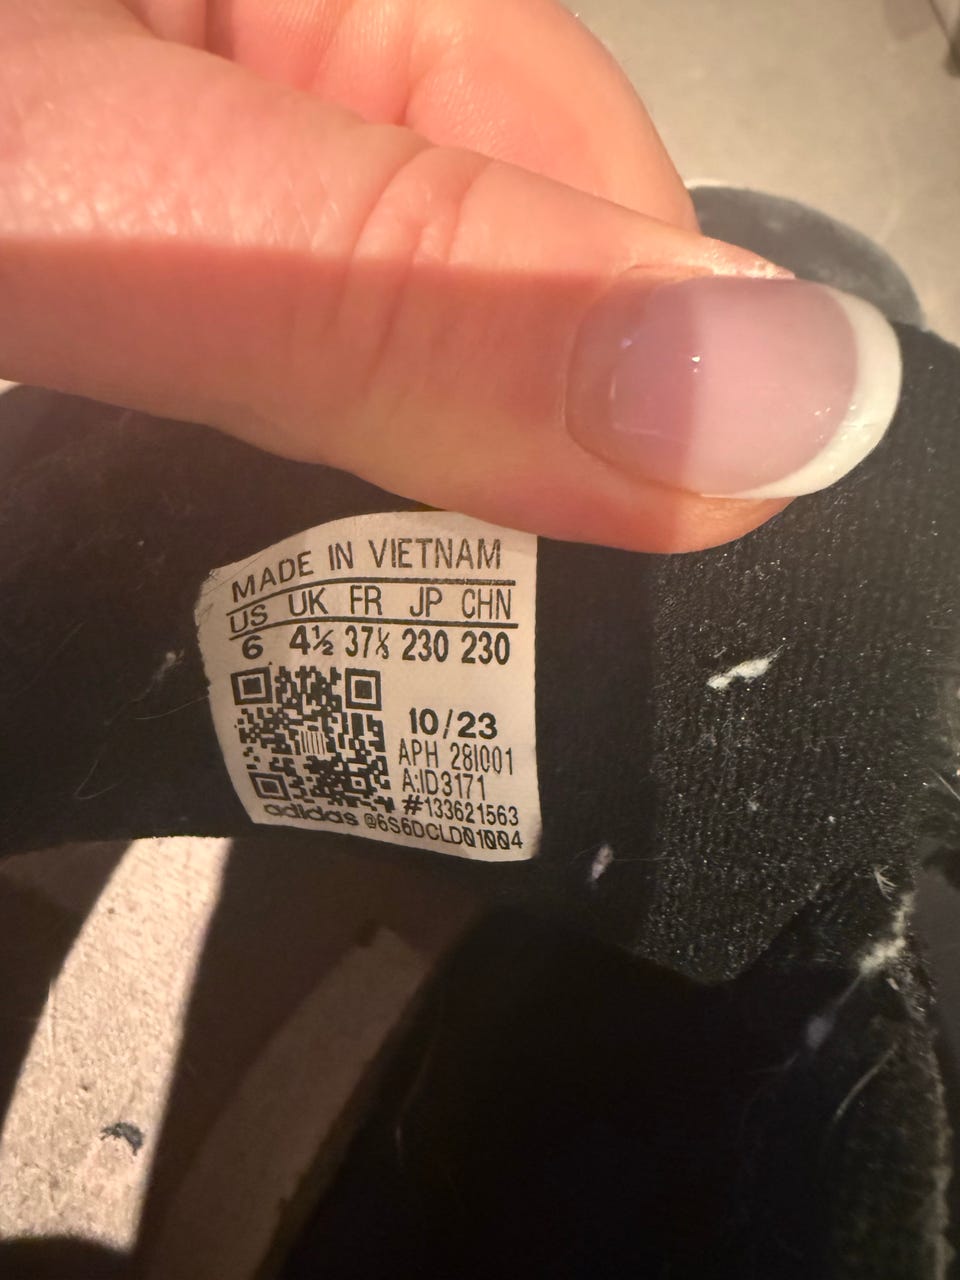 MADE IN VIETNAM
US UK FR JP CHN
6 4½ 37⅓ 230 230
10/23
APH 28I001
A:ID3171
#133621563
adidas @6S6DCLD01004